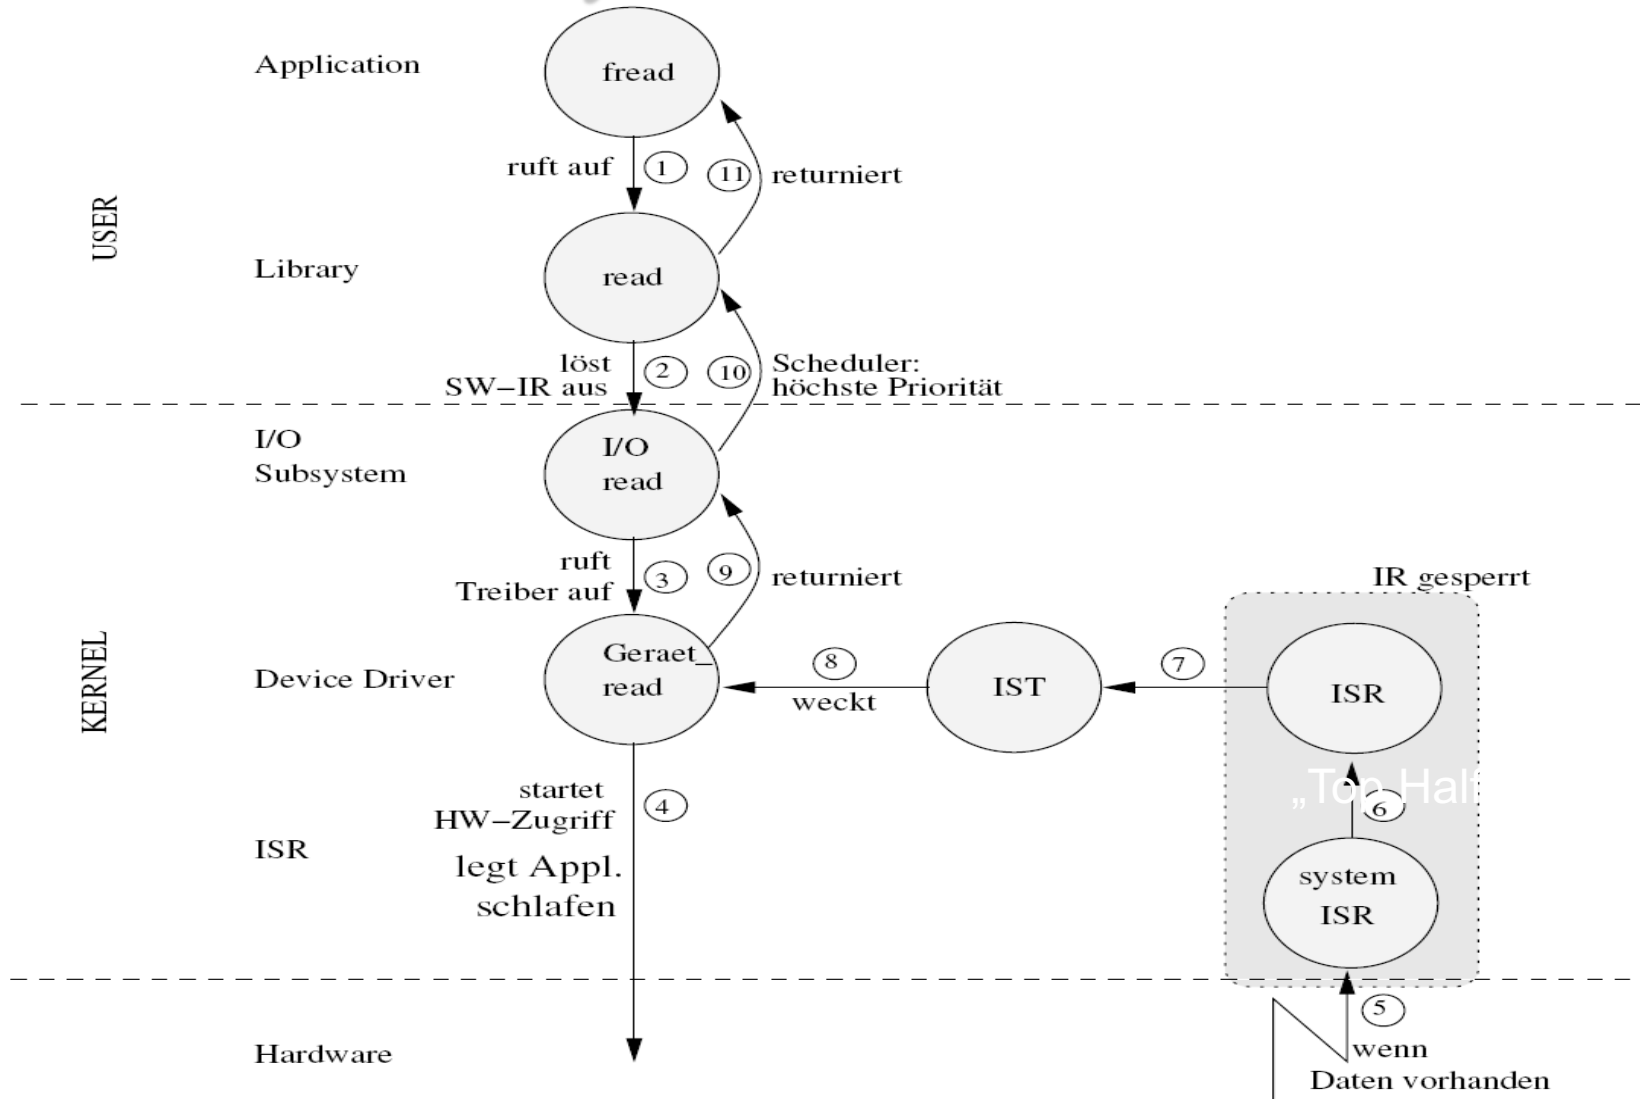 Application
fread
ruft auf
1
11
returniert
USER
Library
read
löst
SW-IR aus
2
10
Scheduler:
höchste Priorität
I/O
Subsystem
I/O
read
ruft
Treiber auf
3
9
returniert
IR gesperrt
KERNEL
Device Driver
Geraet_
read
8
weckt
IST
7
ISR
startet
HW-Zugriff
4
legt Appl.
schlafen
„Top Half
6
ISR
system
ISR
5
Hardware
wenn
Daten vorhanden